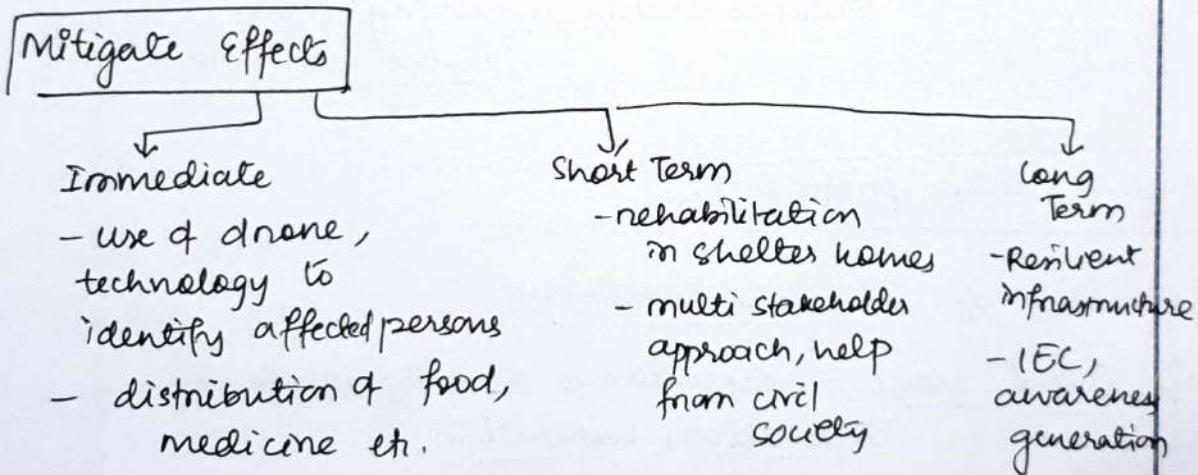 Mitigate Effects
Immediate
- use of drone,
technology to
identify affected persons
- distribution of food,
medicine etc.
Short Term
- rehabilitation
in shelter homes
- multi stakeholder
approach, help
from civil
society
Long
Term
- Resilient
infrastructure
- IEC,
awareness
generation